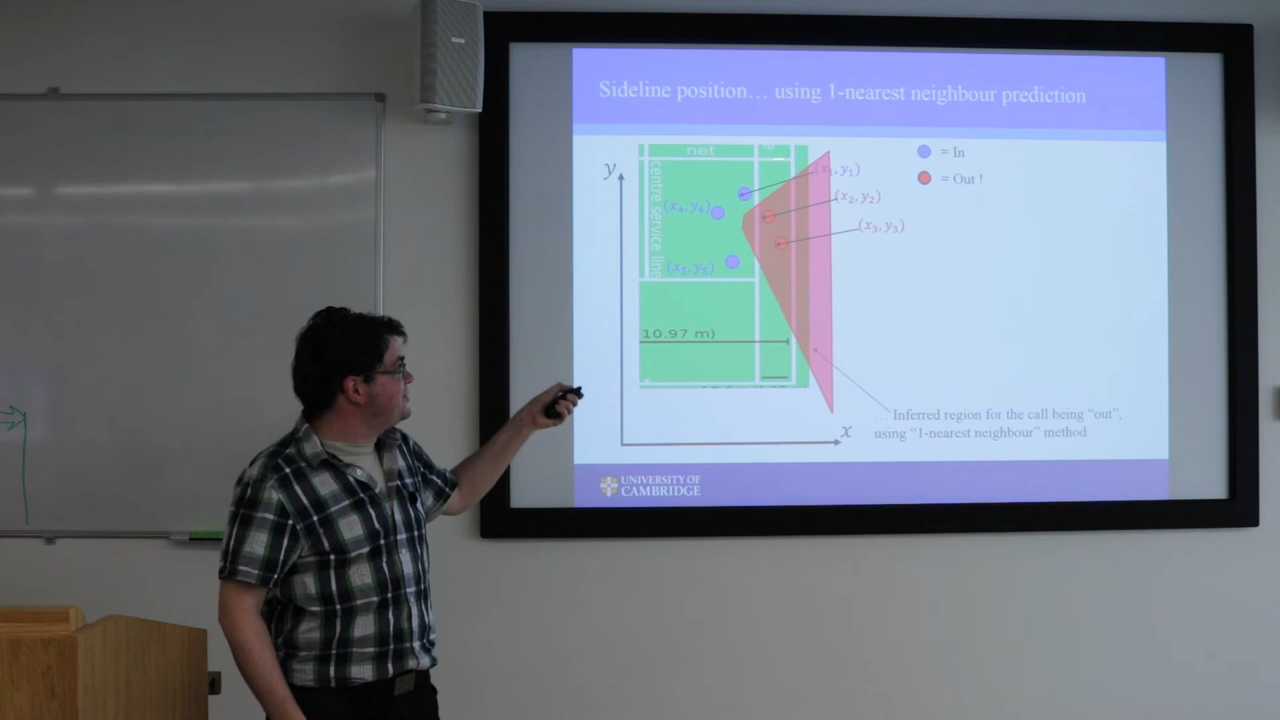 Sideline position… using 1-nearest neighbour prediction
net
centre service line
y
(x₁, y₁)
(x₂, y₂)
(x₃, y₃)
(x₄, y₄)
(x₅, y₅)
= In
= Out !
10.97 m)
x
… Inferred region for the call being “out”,
using “1-nearest neighbour” method
UNIVERSITY OF
CAMBRIDGE